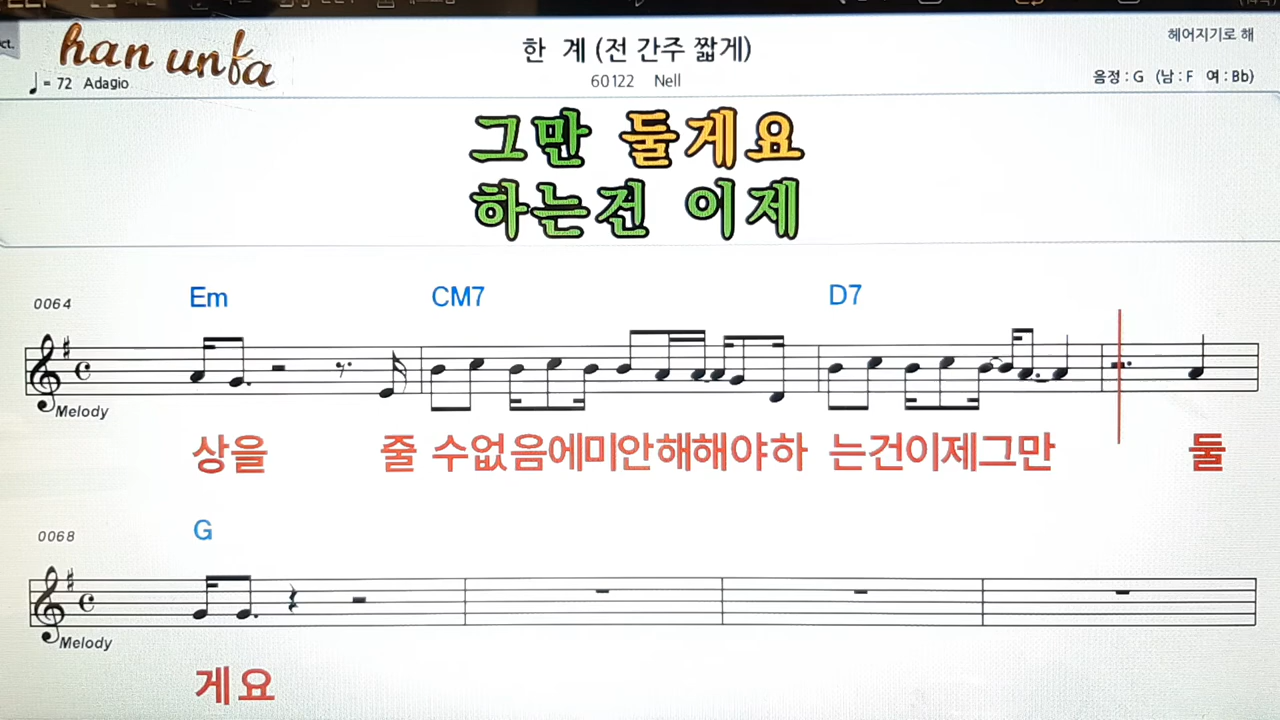 han unfa
한 계 (전 간주 짧게)
헤어지기로 해
♩= 72 Adagio
60122 Nell
음정 : G (남 : F 여 : Bb)
그만 둘게요
하는건 이제
0064
Em CM7 D7
Melody
상을 줄 수없음에미안해해야하 는건이제그만 둘
0068
G
Melody
게요